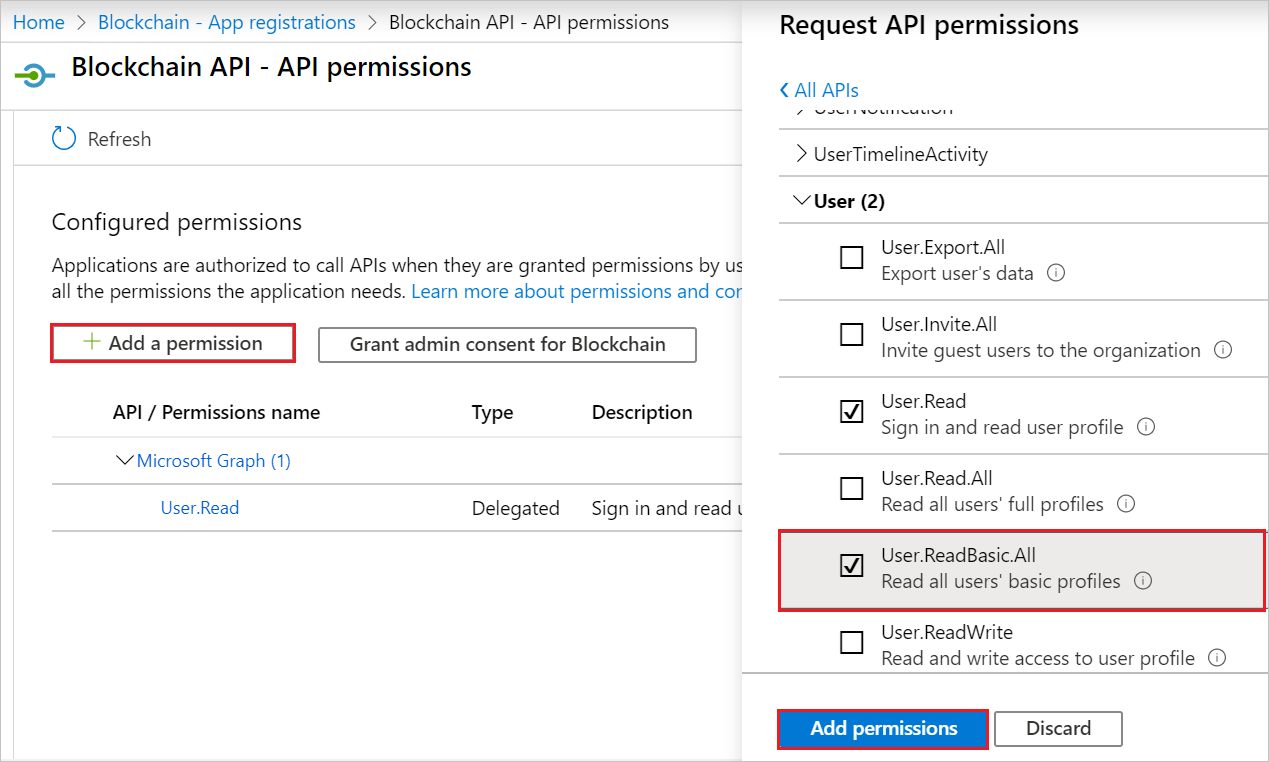 Home > Blockchain - App registrations > Blockchain API - API permissions
Blockchain API - API permissions
Refresh
Configured permissions
Applications are authorized to call APIs when they are granted permissions by us
all the permissions the application needs. Learn more about permissions and con
+ Add a permission
Grant admin consent for Blockchain
API / Permissions name Type Description
Microsoft Graph (1)
User.Read Delegated Sign in and read u
Request API permissions
All APIs
UserNotification
UserTimelineActivity
User (2)
User.Export.All
Export user's data
User.Invite.All
Invite guest users to the organization
User.Read
Sign in and read user profile
User.Read.All
Read all users' full profiles
User.ReadBasic.All
Read all users' basic profiles
User.ReadWrite
Read and write access to user profile
Add permissions
Discard